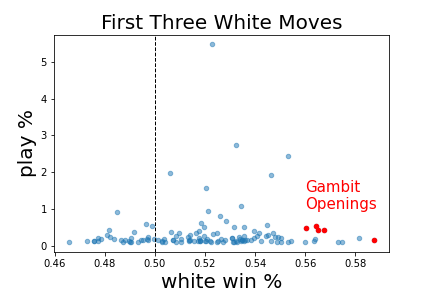 First Three White Moves
play %
5
4
3
2
1
0
Gambit
Openings
0.46 0.48 0.50 0.52 0.54 0.56 0.58
white win %